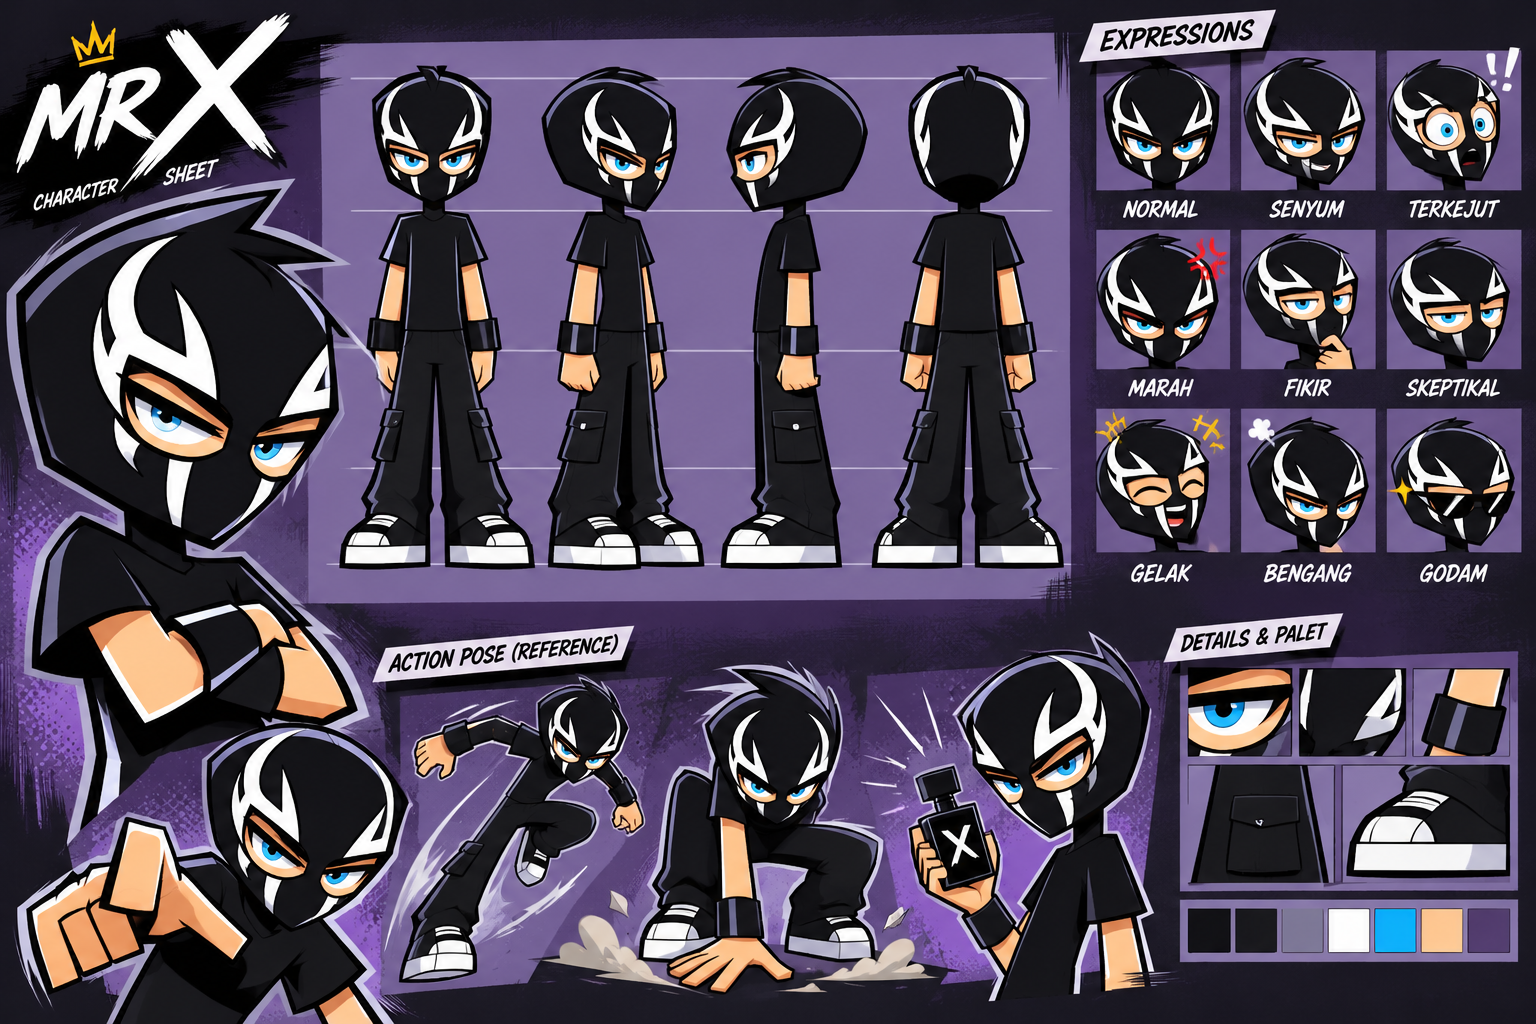 MR X
CHARACTER SHEET
EXPRESSIONS
!!
NORMAL
SENYUM
TERKEJUT
MARAH
FIKIR
SKEPTIKAL
GELAK
BENGANG
GODAM
ACTION POSE (REFERENCE)
X
DETAILS & PALET